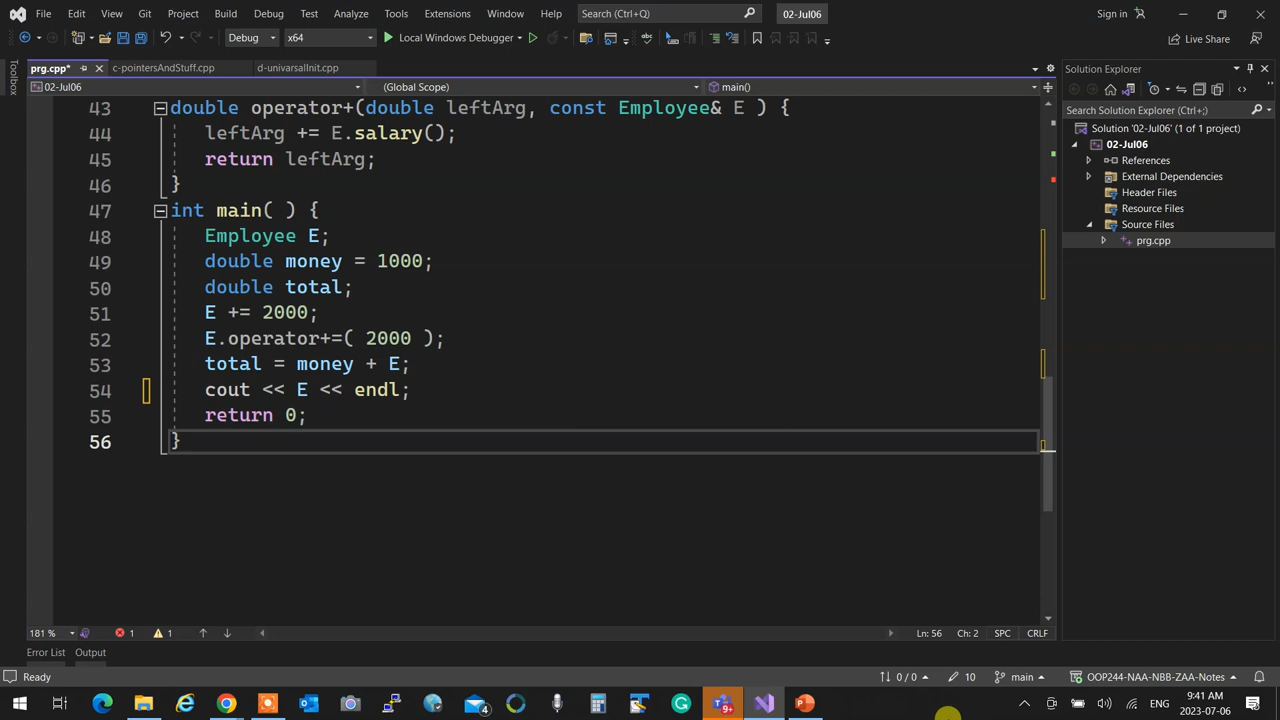 File Edit View Git Project Build Debug Test Analyze Tools Extensions Window Help Search (Ctrl+Q) 02-Jul06 Sign in
Debug x64 Local Windows Debugger Live Share
prg.cpp* c-pointersAndStuff.cpp d-univarsalInit.cpp
Toolbox
02-Jul06 (Global Scope) main()
43 double operator+(double leftArg, const Employee& E ) {
44 leftArg += E.salary();
45 return leftArg;
46 }
47 int main( ) {
48 Employee E;
49 double money = 1000;
50 double total;
51 E += 2000;
52 E.operator+=( 2000 );
53 total = money + E;
54 cout << E << endl;
55 return 0;
56 }
Solution Explorer
Search Solution Explorer (Ctrl+;)
Solution '02-Jul06' (1 of 1 project)
02-Jul06
References
External Dependencies
Header Files
Resource Files
Source Files
prg.cpp
181 % 1 1 Ln: 56 Ch: 2 SPC CRLF
Error List Output
Ready 0 / 0 10 main OOP244-NAA-NBB-ZAA-Notes
4 9+
9:41 AM
2023-07-06